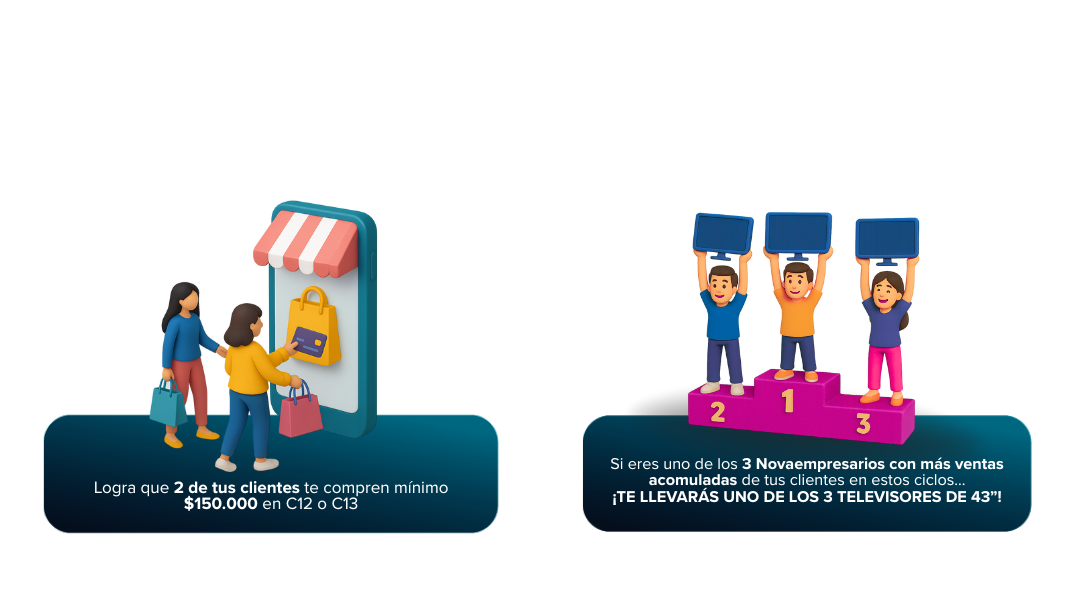 Logra que 2 de tus clientes te compren mínimo
$150.000 en C12 o C13
2
1
3
Si eres uno de los 3 Novaempresarios con más ventas
acomuladas de tus clientes en estos ciclos...
¡TE LLEVARÁS UNO DE LOS 3 TELEVISORES DE 43”!